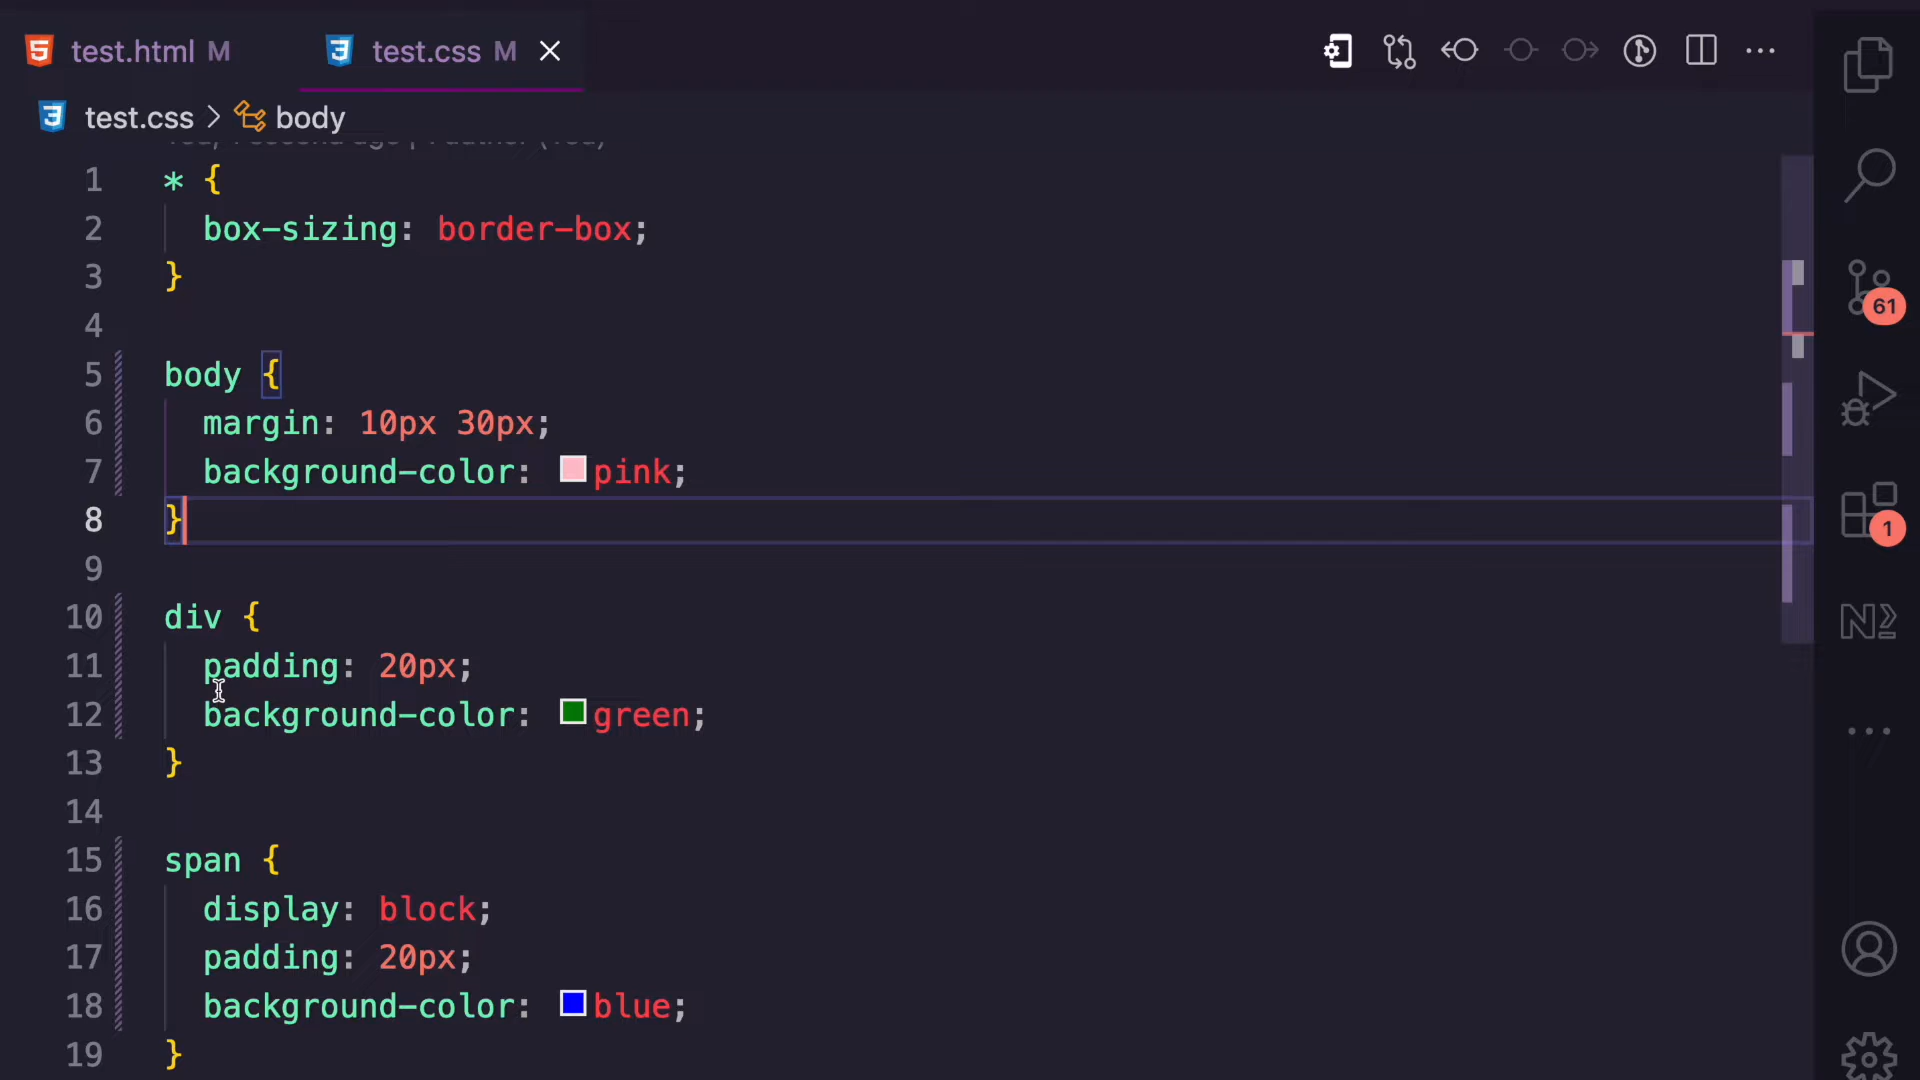 test.html M test.css M
test.css > body
1 * {
2 box-sizing: border-box;
3 }
4
5 body {
6 margin: 10px 30px;
7 background-color: pink;
8 }
9
10 div {
11 padding: 20px;
12 background-color: green;
13 }
14
15 span {
16 display: block;
17 padding: 20px;
18 background-color: blue;
19 }
61
1